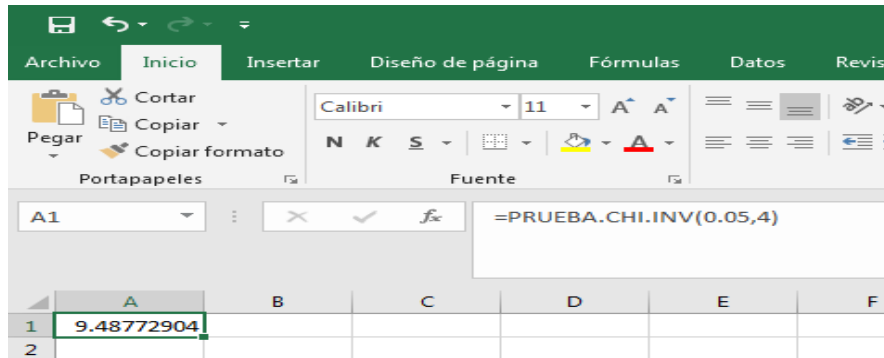 Archivo Inicio Insertar Diseño de página Fórmulas Datos Revis
Pegar
Cortar
Copiar
Copiar formato
Portapapeles
Calibri 11 A A
N K S A
Fuente
A1 fx =PRUEBA.CHI.INV(0.05,4)
A B C D E F
1 9.48772904
2